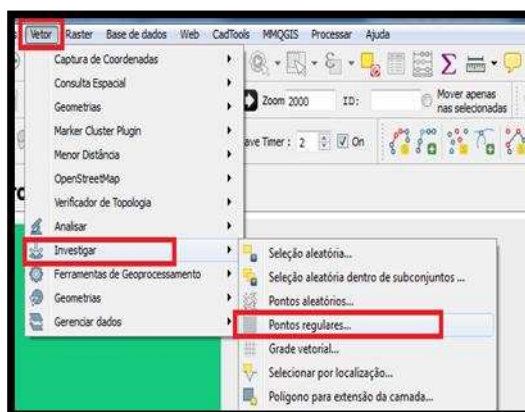 Vetor Raster Base de dados Web CadTools MMQGIS Processar Ajuda
Captura de Coordenadas
Consulta Espacial
Geometrias
Marker Cluster Plugin
Menor Distância
OpenStreetMap
Verificador de Topologia
Analisar
Investigar
Ferramentas de Geoprocessamento
Geometrias
Gerenciar dados
Zoom 2000 ID: Mover apenas
nas selecionadas
ave Timer : 2 On
Seleção aleatória...
Seleção aleatória dentro de subconjuntos ...
Pontos aleatórios...
Pontos regulares...
Grade vetorial...
Selecionar por localização...
Polígono para extensão da camada...